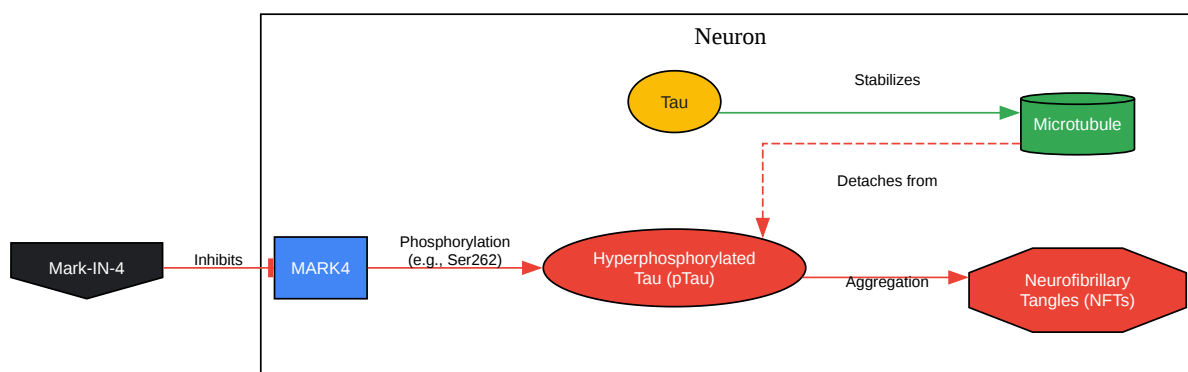 Neuron
Stabilizes
Tau
Microtubule
Detaches from
Mark-IN-4
Inhibits
MARK4
Phosphorylation
(e.g., Ser262)
Hyperphosphorylated
Tau (pTau)
Aggregation
Neurofibrillary
Tangles (NFTs)